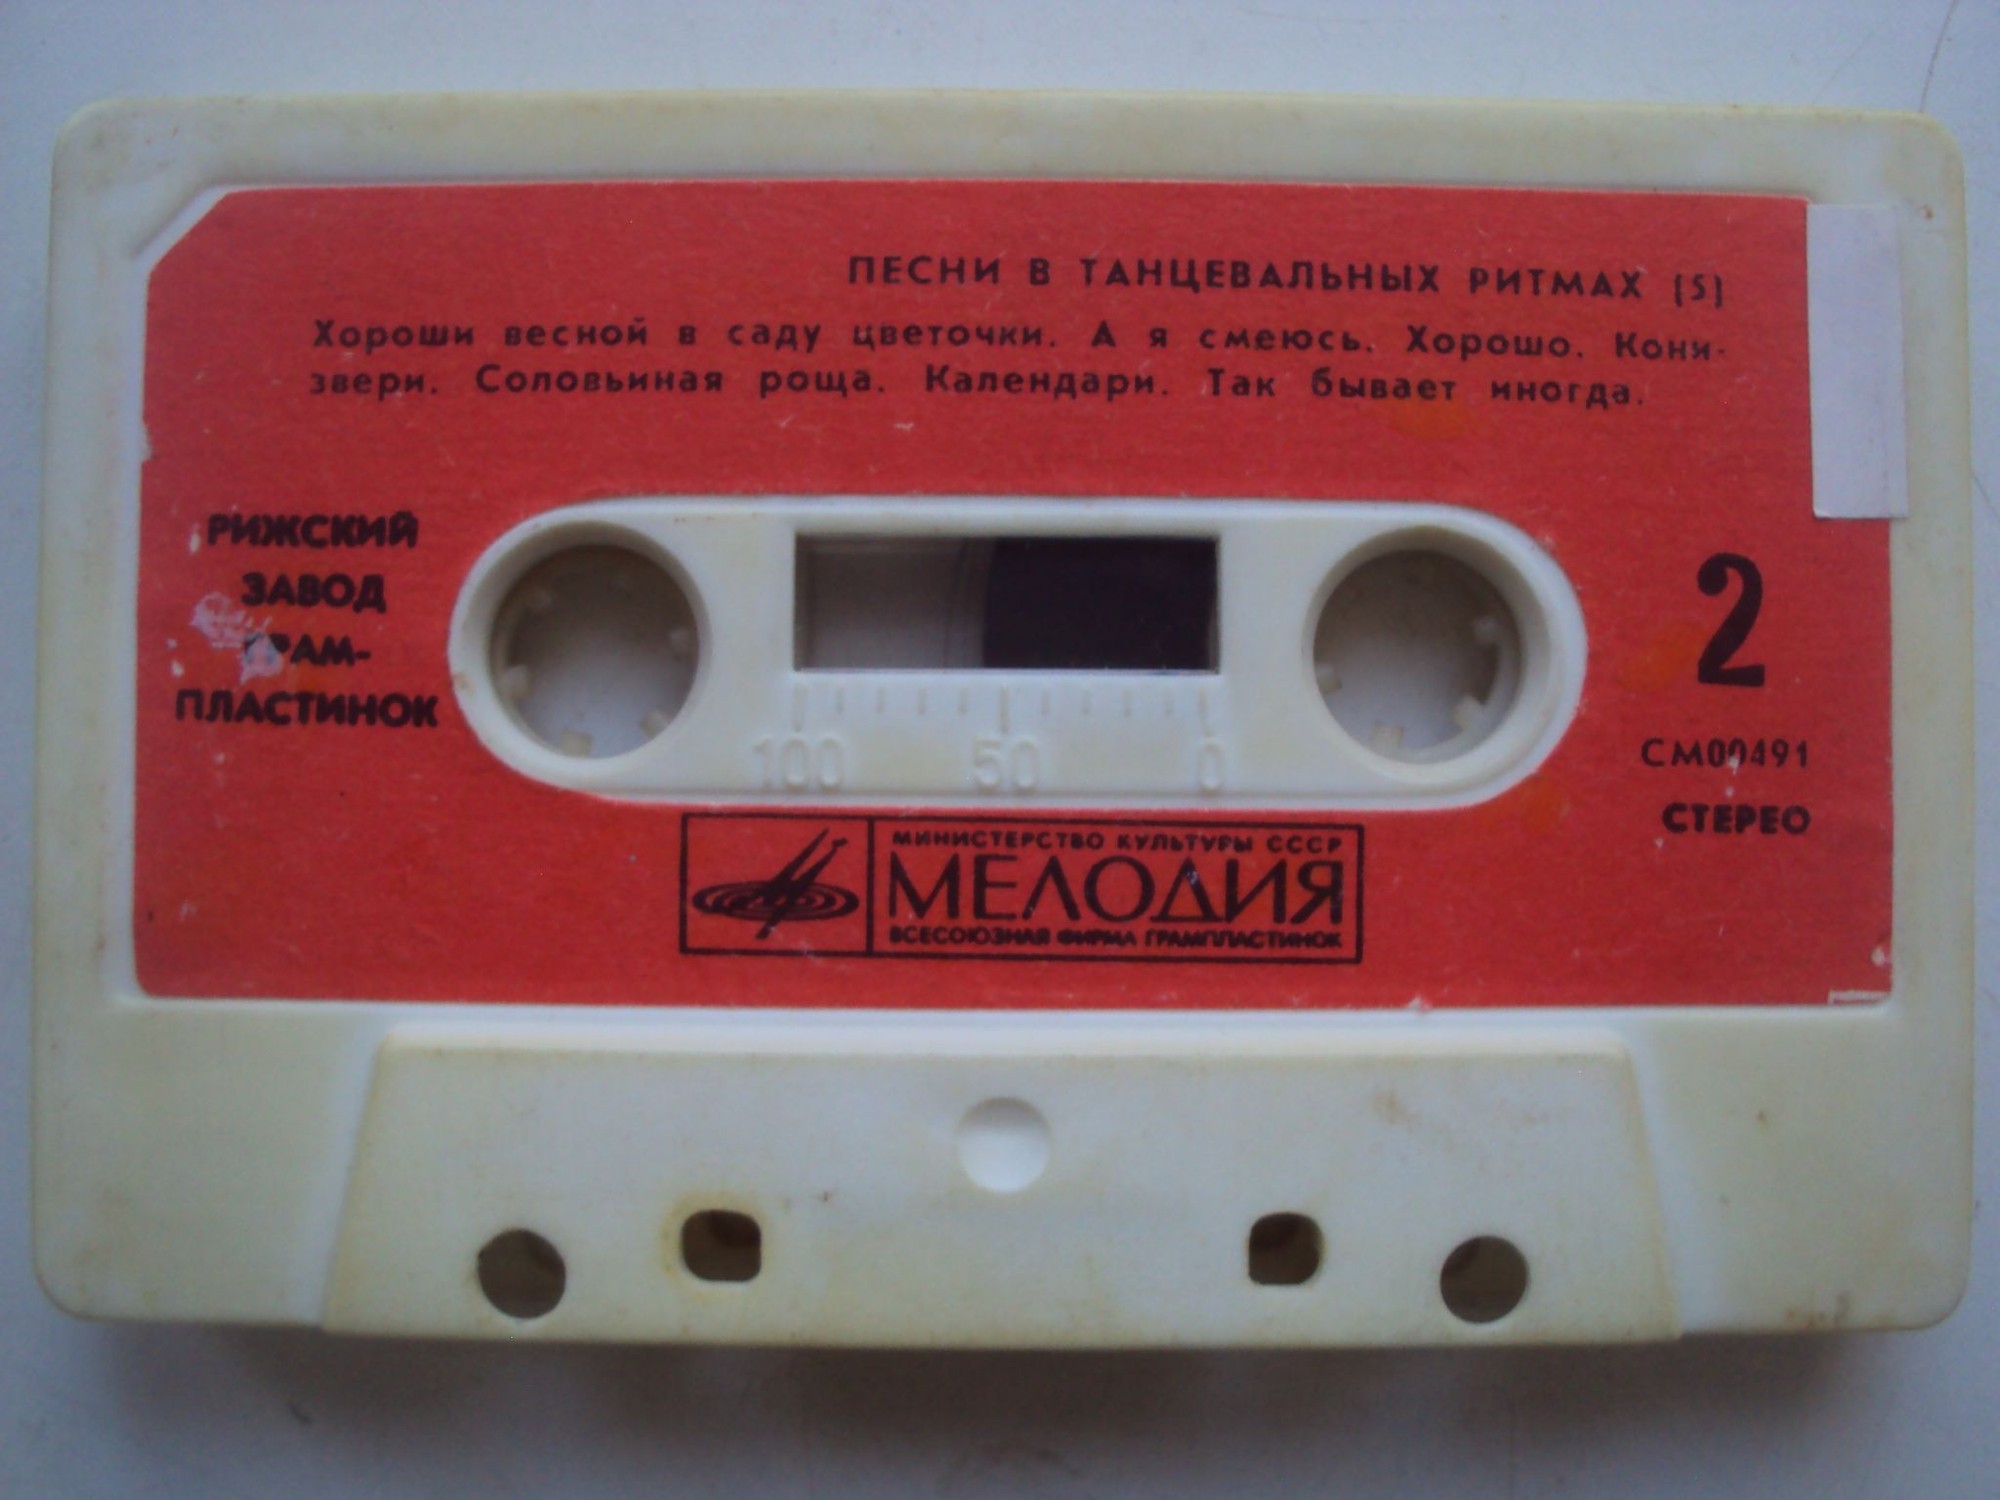 ПЕСНИ В ТАНЦЕВАЛЬНЫХ РИТМАХ (5)
Хороши весной в саду цветочки. А я смеюсь. Хорошо. Кони-
звери. Соловьиная роща. Календари. Так бывает иногда.
РИЖСКИЙ
ЗАВОД
ГРАМ-
ПЛАСТИНОК
2
СМ00491
СТЕРЕО
100 50 0
МИНИСТЕРСТВО КУЛЬТУРЫ СССР
МЕЛОДИЯ
ВСЕСОЮЗНАЯ ФИРМА ГРАМПЛАСТИНОК